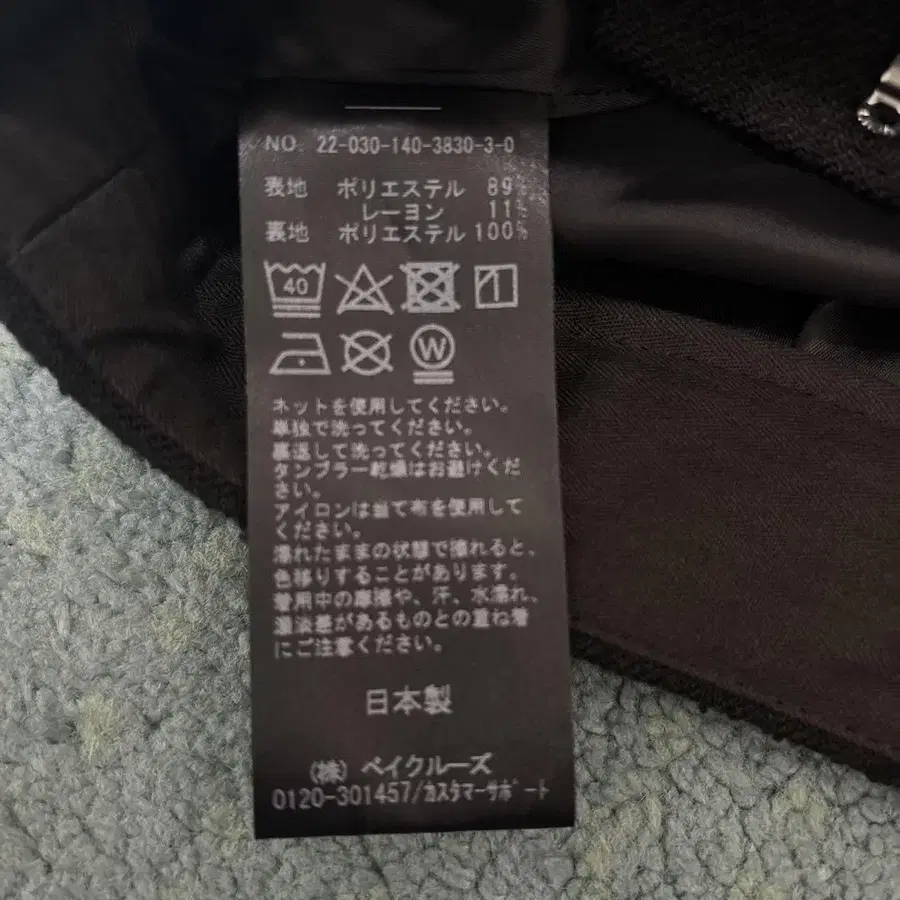 NO. 22-030-140-3830-3-0
表地 ポリエステル 89%
レーヨン 11%
裏地 ポリエステル 100%
40
W
ネットを使用してください。
単独で洗ってください。
裏返して洗ってください。
タンブラー乾燥はお避けくだ
さい。
アイロンは当て布を使用して
ください。
濡れたままの状態で擦れると、
色移りすることがあります。
着用中の摩擦や、汗、水濡れ、
濃淡差があるものとの重ね着
にご注意ください。
日本製
(株) ベイクルーズ
0120-301457/カスタマーサポート